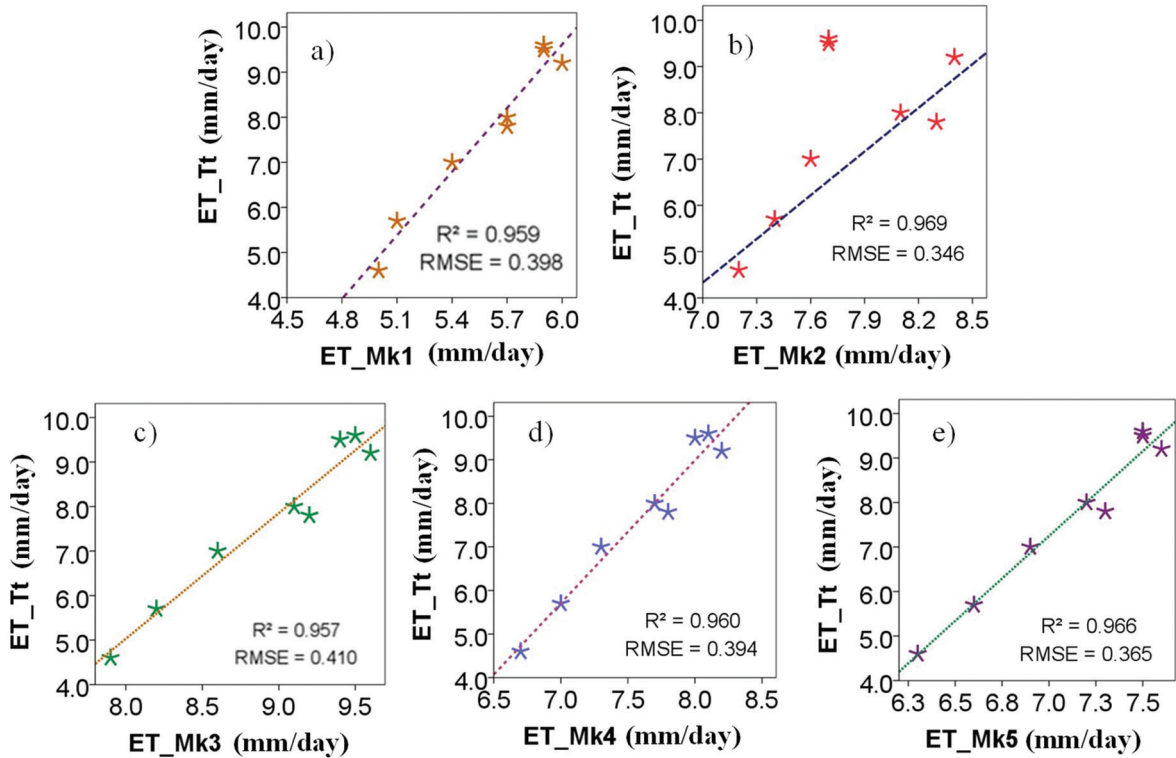 a)
ET_Tt (mm/day)
10.0
9.0
8.0
7.0
6.0
5.0
4.0
R² = 0.959
RMSE = 0.398
4.5 4.8 5.1 5.4 5.7 6.0
ET_Mk1 (mm/day)
b)
ET_Tt (mm/day)
10.0
9.0
8.0
7.0
6.0
5.0
4.0
R² = 0.969
RMSE = 0.346
7.0 7.3 7.6 7.9 8.2 8.5
ET_Mk2 (mm/day)
c)
ET_Tt (mm/day)
10.0
9.0
8.0
7.0
6.0
5.0
4.0
R² = 0.957
RMSE = 0.410
8.0 8.5 9.0 9.5
ET_Mk3 (mm/day)
d)
ET_Tt (mm/day)
10.0
9.0
8.0
7.0
6.0
5.0
4.0
R² = 0.960
RMSE = 0.394
6.5 7.0 7.5 8.0 8.5
ET_Mk4 (mm/day)
e)
ET_Tt (mm/day)
10.0
9.0
8.0
7.0
6.0
5.0
4.0
R² = 0.966
RMSE = 0.365
6.3 6.6 6.9 7.3 7.5
ET_Mk5 (mm/day)